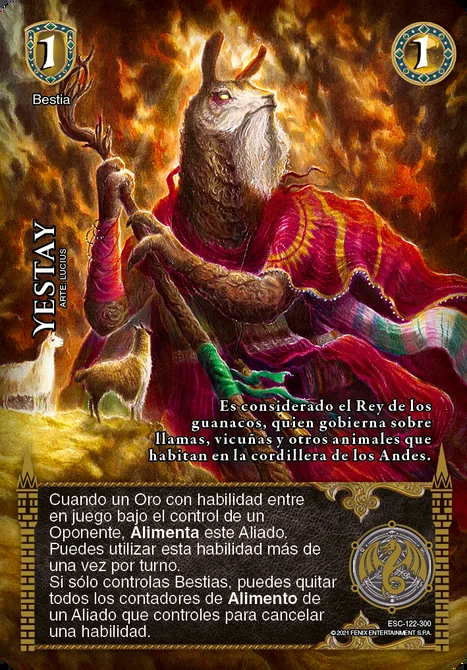 1
1
Bestia
YESTAY
ARTE: LUCIUS
Es considerado el Rey de los
guanacos, quien gobierna sobre
llamas, vicuñas y otros animales que
habitan en la cordillera de los Andes.
Cuando un Oro con habilidad entre
en juego bajo el control de un
Oponente, Alimenta este Aliado.
Puedes utilizar esta habilidad más de
una vez por turno.
Si sólo controlas Bestias, puedes quitar
todos los contadores de Alimento de
un Aliado que controles para cancelar
una habilidad.
ESC-122-300
©2021 FENIX ENTERTAINMENT S.P.A.